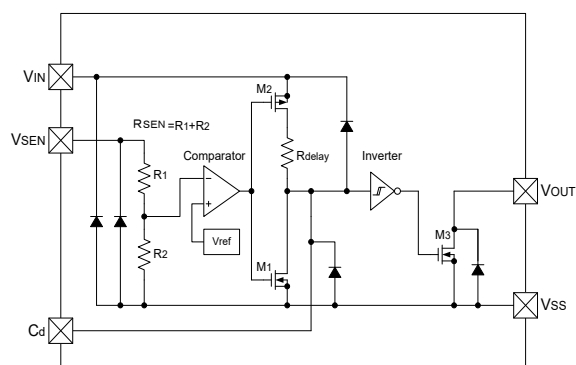 VIN
M2
RSEN=R1+R2
VSEN
Comparator
Rdelay
Inverter
R1
−
+
VOUT
Vref
R2
M3
M1
VSS
Cd